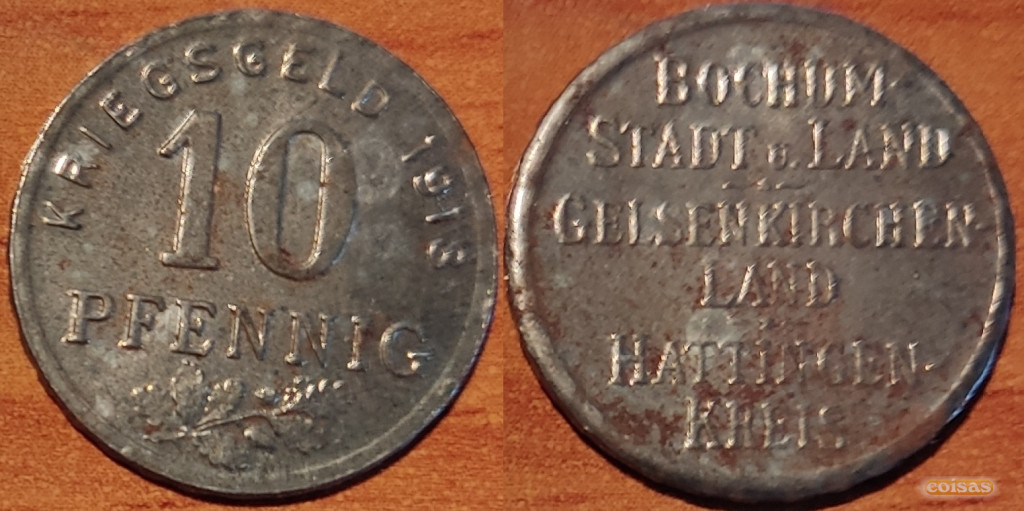 KRIEGSGELD 1918
10
PFENNIG
BOCHUM
STADT u. LAND
GELSENKIRCHEN-
LAND
HATTINGEN-
KREIS.
coisas